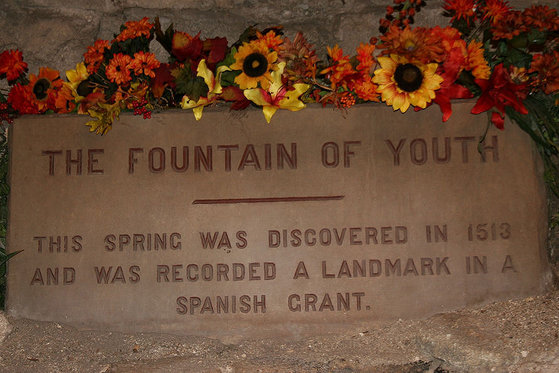 THE FOUNTAIN OF YOUTH
THIS SPRING WAS DISCOVERED IN 1513
AND WAS RECORDED A LANDMARK IN A
SPANISH GRANT.